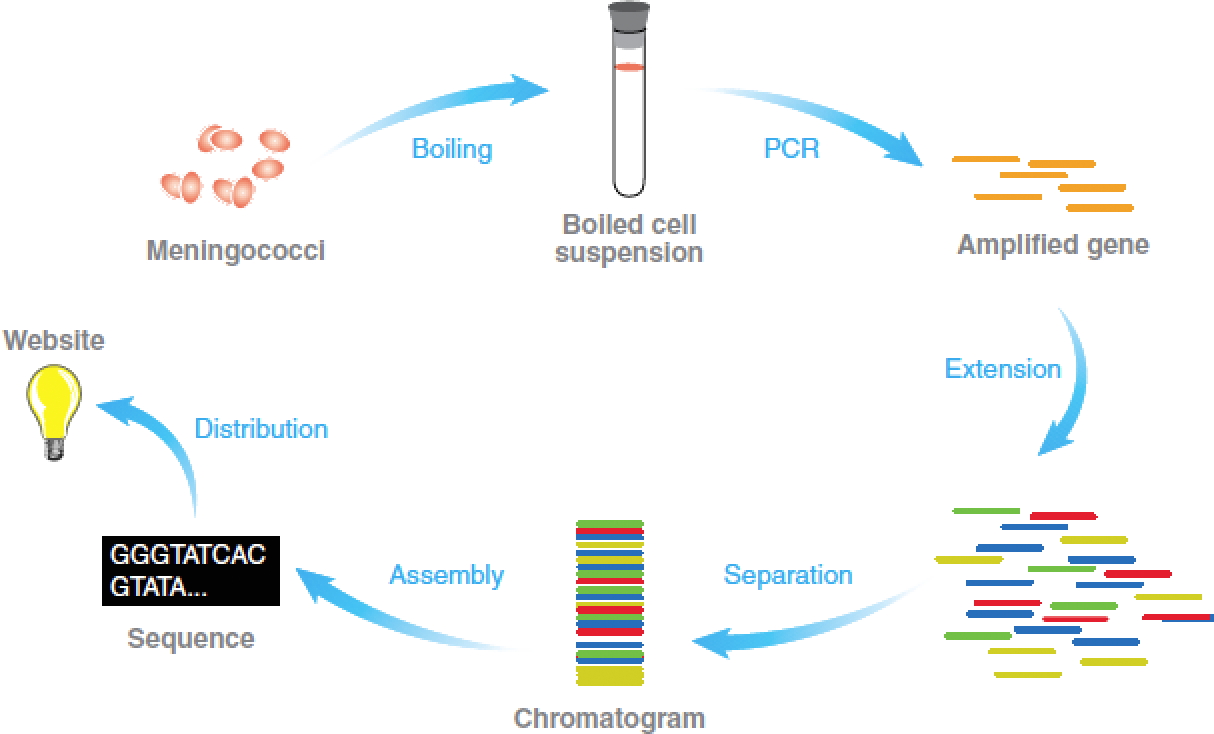 Boiling
PCR
Meningococci
Boiled cell
suspension
Amplified gene
Extension
Website
Distribution
GGGTATCAC
GTATA...
Sequence
Assembly
Separation
Chromatogram